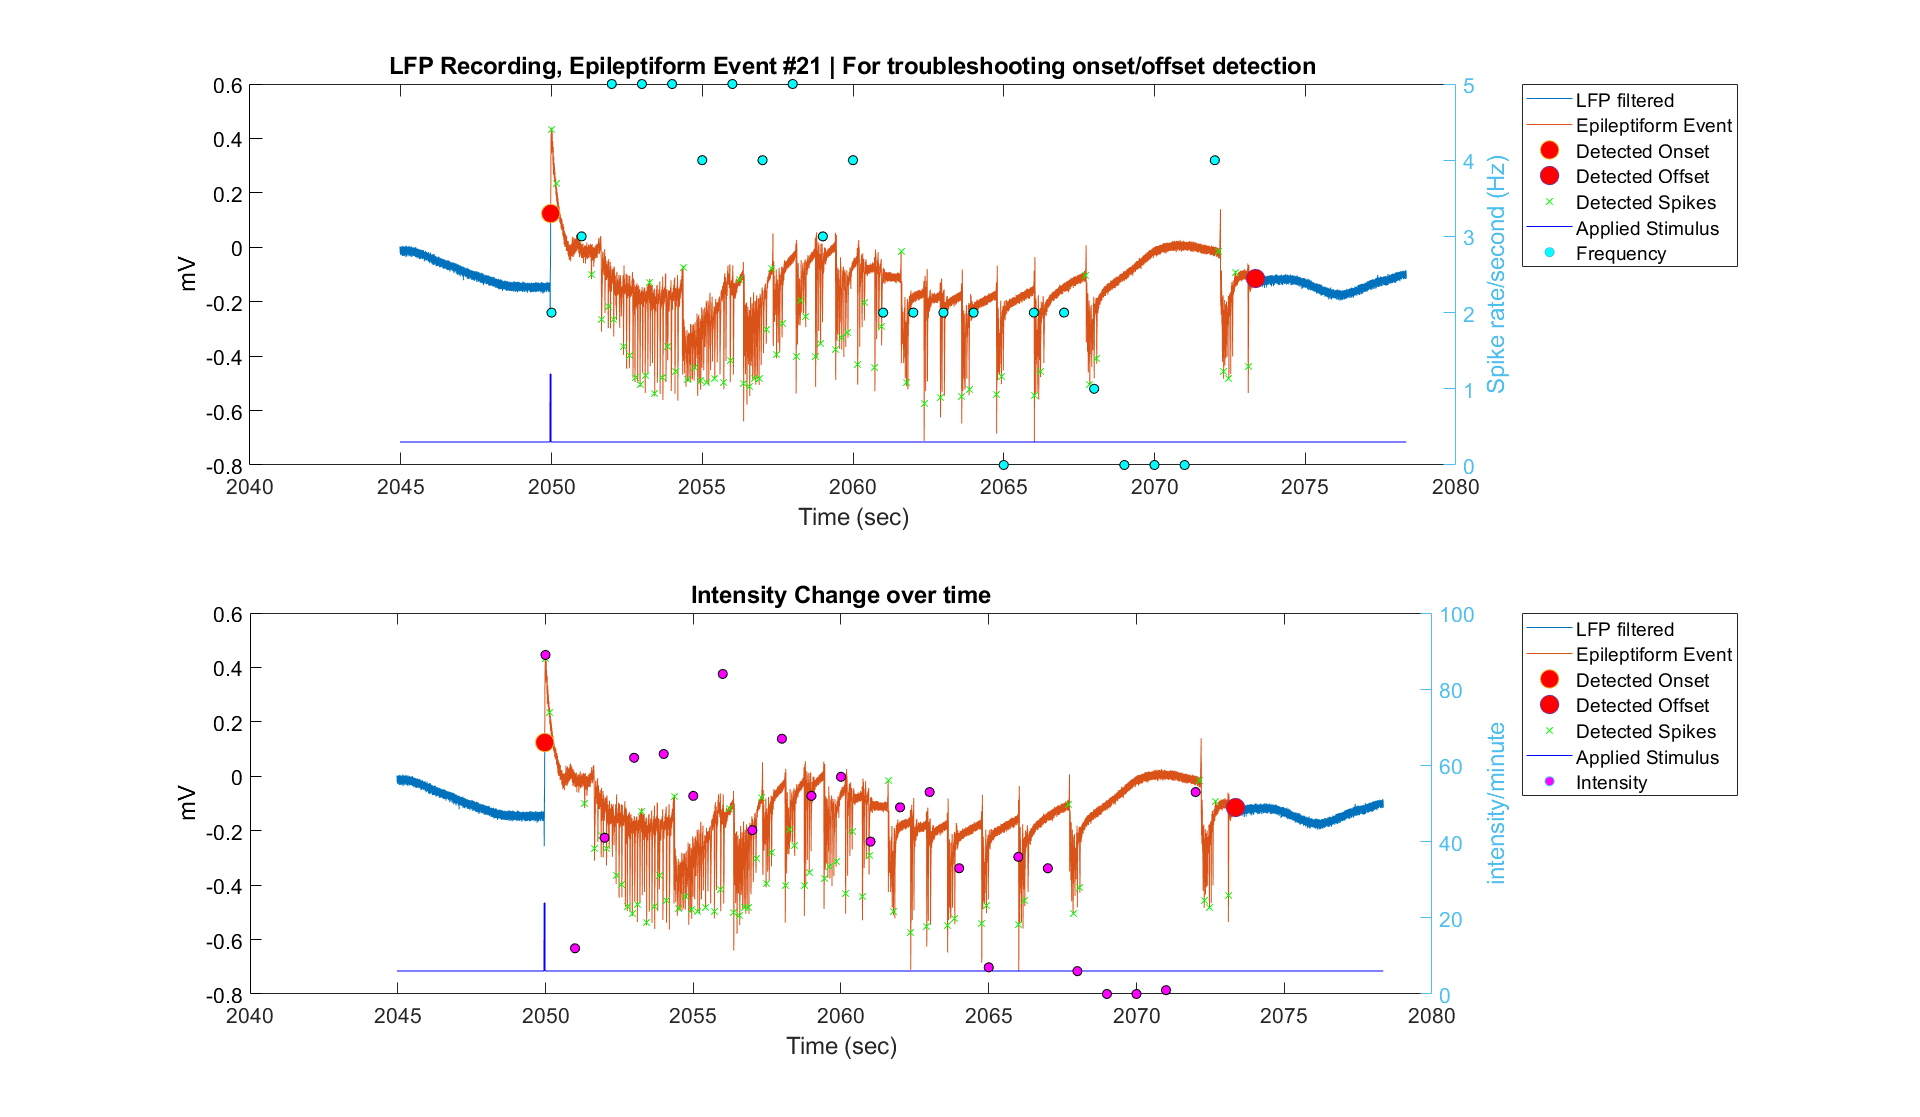 LFP Recording, Epileptiform Event #21 | For troubleshooting onset/offset detection
0.6
0.4
0.2
0
-0.2
-0.4
-0.6
-0.8
mV
2040 2045 2050 2055 2060 2065 2070 2075 2080
Time (sec)
5
4
3
2
1
0
Spike rate/second (Hz)
LFP filtered
Epileptiform Event
Detected Onset
Detected Offset
Detected Spikes
Applied Stimulus
Frequency
Intensity Change over time
0.6
0.4
0.2
0
-0.2
-0.4
-0.6
-0.8
mV
2040 2045 2050 2055 2060 2065 2070 2075 2080
Time (sec)
100
80
60
40
20
0
intensity/minute
LFP filtered
Epileptiform Event
Detected Onset
Detected Offset
Detected Spikes
Applied Stimulus
Intensity